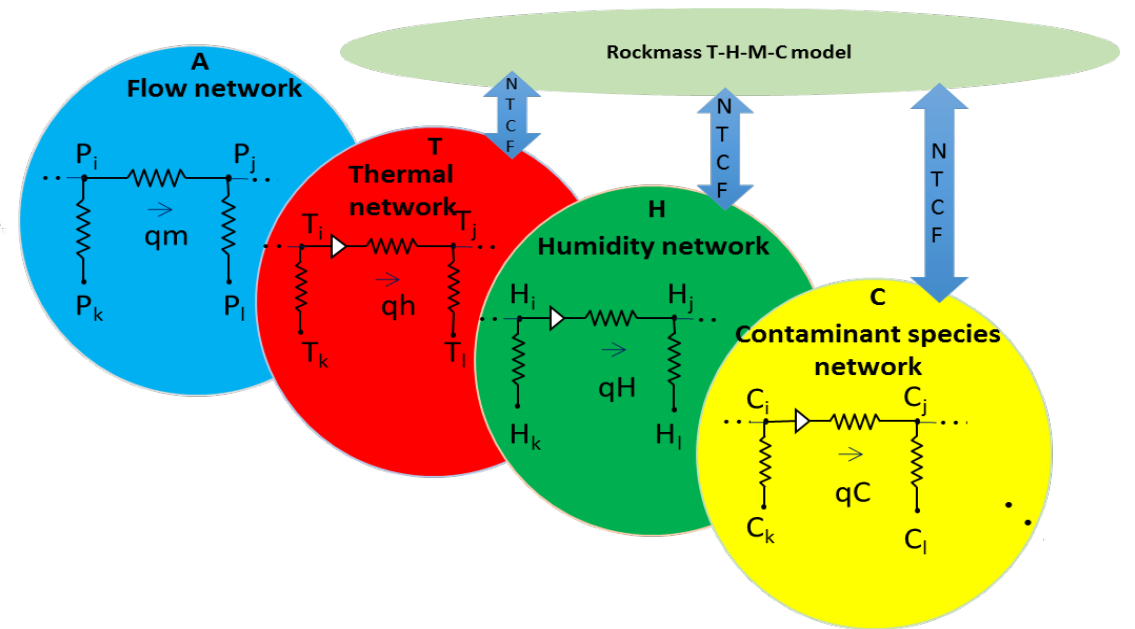 Rockmass T-H-M-C model
A
Flow network
P i
P j
qm
P k
P l
N
T
C
F
T
Thermal
network
T i
T j
qh
T k
T l
N
T
C
F
H
Humidity network
H i
H j
qH
H k
H l
N
T
C
F
C
Contaminant species
network
C i
C j
qC
C k
C l